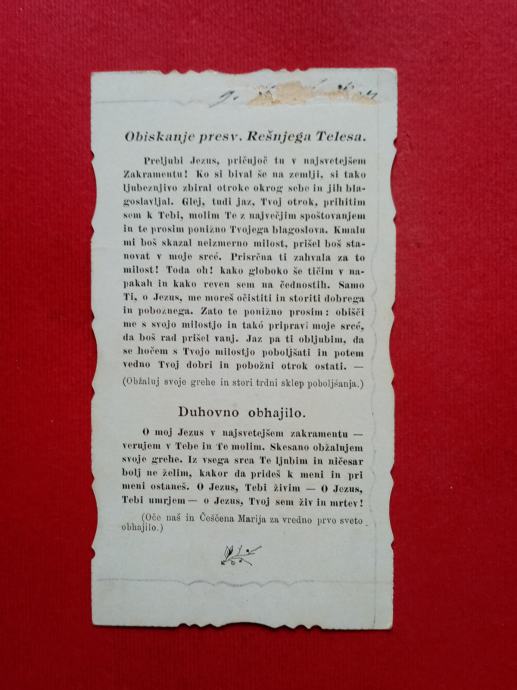 Obiskanje presv. Rešnjega Telesa.
Preljubi Jezus, pričujoč tu v najsvetejšem
Zakramentu! Ko si bival še na zemlji, si tako
ljubeznjivo zbiral otroke okrog sebe in jih bla-
goslavljal. Glej, tudi jaz, Tvoj otrok, prihitim
sem k Tebi, molim Te z največjim spoštovanjem
in te prosim ponižno Tvojega blagoslova. Kmalu
mi boš skazal neizmerno milost, prišel boš sta-
novat v moje srcé. Prisrčna ti zahvala za to
milost! Toda oh! kako globoko še tičim v na-
pakah in kako reven sem na čednostih. Samo
Ti, o Jezus, me moreš očistiti in storiti dobrega
in pobožnega. Zato te ponižno prosim: obišči
me s svojo milostjo in takó pripravi moje srcé,
da boš rad prišel vanj. Jaz pa ti obljubim, da
se hočem s Tvojo milostjo poboljšati in potem
vedno Tvoj dobri in pobožni otrok ostati. —
(Obžaluj svoje grehe in stori trdni sklep poboljšanja.)
Duhovno obhajilo.
O moj Jezus v najsvetejšem zakramentu —
verujem v Tebe in Te molim. Skesano obžalujem
svoje grehe. Iz vsega srca Te ljnbim in ničesar
bolj ne želim, kakor da prideš k meni in pri
meni ostaneš. O Jezus, Tebi živim — O Jezus,
Tebi umrjem — o Jezus, Tvoj sem živ in mrtev!
(Oče naš in Češčena Marija za vredno prvo sveto
obhajilo.)